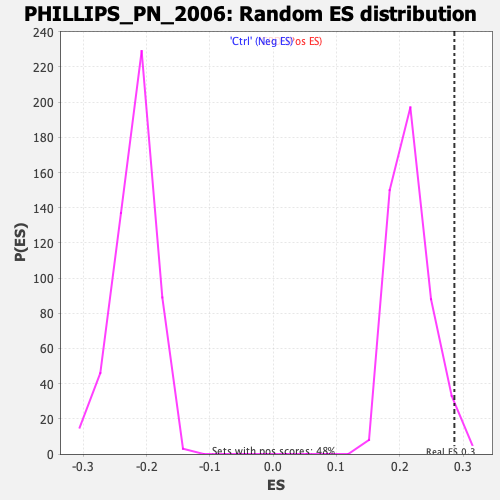 PHILLIPS_PN_2006: Random ES distribution
'Ctrl' (Neg ES)
os ES)
P(ES)
240
220
200
180
160
140
120
100
80
60
40
20
0
Sets with pos scores: 48%
Real ES 0.3
-0.3 -0.2 -0.1 0.0 0.1 0.2 0.3
ES